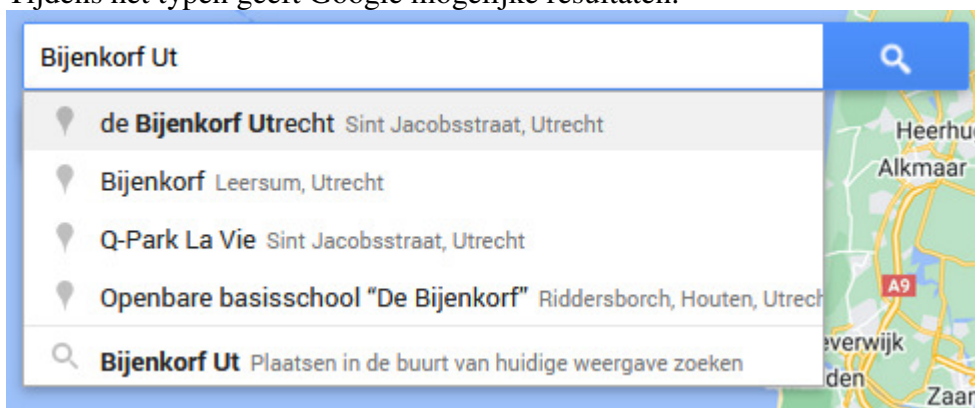 Tijdens het typen geeft Google mogelijke resultaten:
Bijenkorf Ut
de Bijenkorf Utrecht Sint Jacobsstraat, Utrecht
Bijenkorf Leersum, Utrecht
Q-Park La Vie Sint Jacobsstraat, Utrecht
Openbare basisschool “De Bijenkorf” Riddersborch, Houten, Utrech
Bijenkorf Ut Plaatsen in de buurt van huidige weergave zoeken
Heerhu
Alkmaar
A9
everwijk
den
Zaan